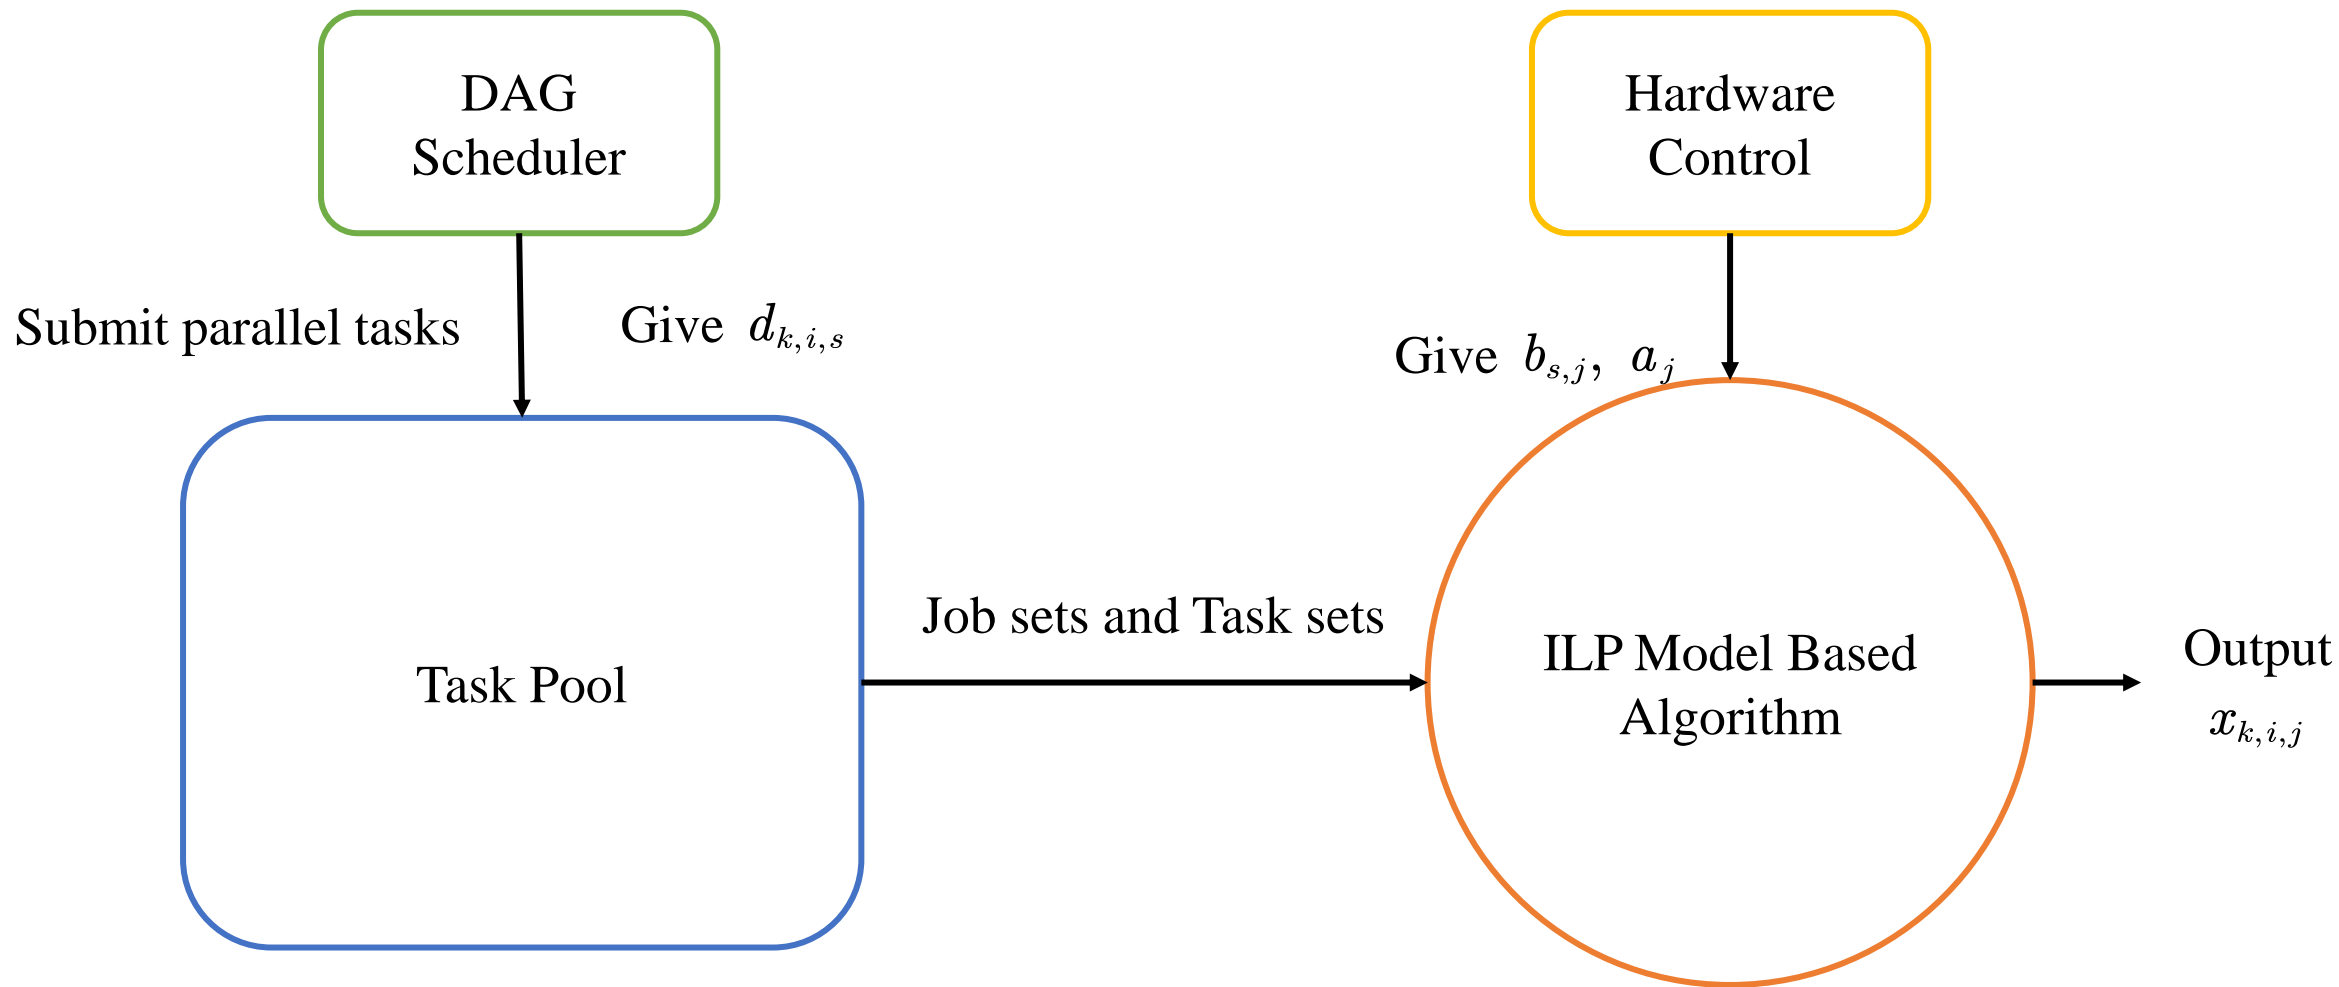 DAG
Scheduler
Hardware
Control
Submit parallel tasks
Give d_{k,i,s}
Give b_{s,j}, a_j
Job sets and Task sets
Task Pool
ILP Model Based
Algorithm
Output
x_{k,i,j}